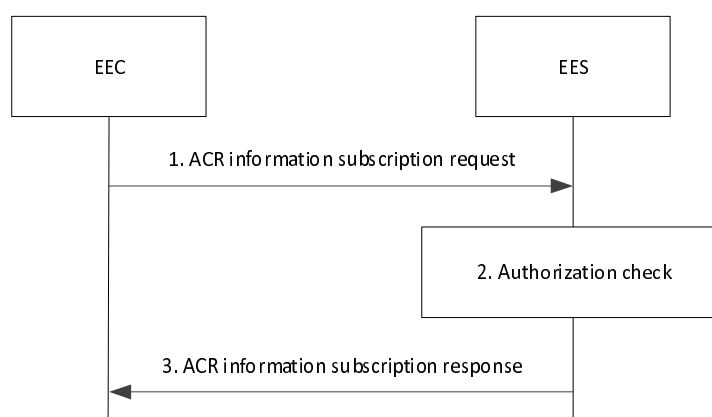 EEC
EES
1. ACR information subscription request
2. Authorization check
3. ACR information subscription response